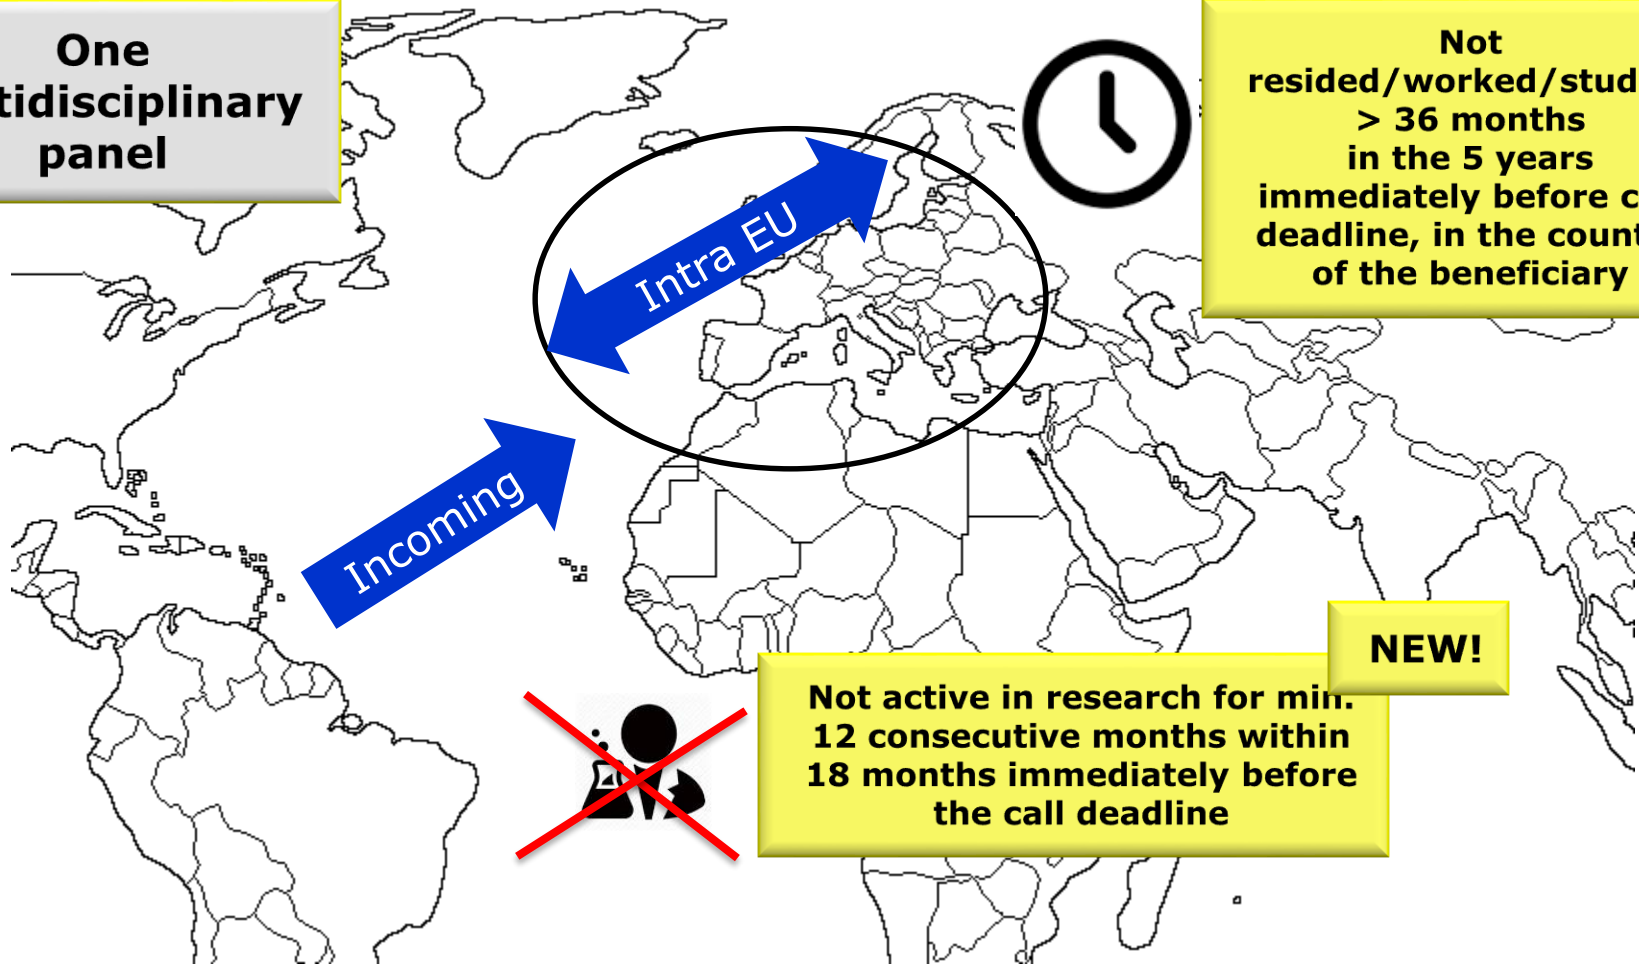 One
tidisciplinary
panel
Not
resided/worked/stud
> 36 months
in the 5 years
immediately before c
deadline, in the count
of the beneficiary
Intra EU
Incoming
NEW!
Not active in research for min.
12 consecutive months within
18 months immediately before
the call deadline